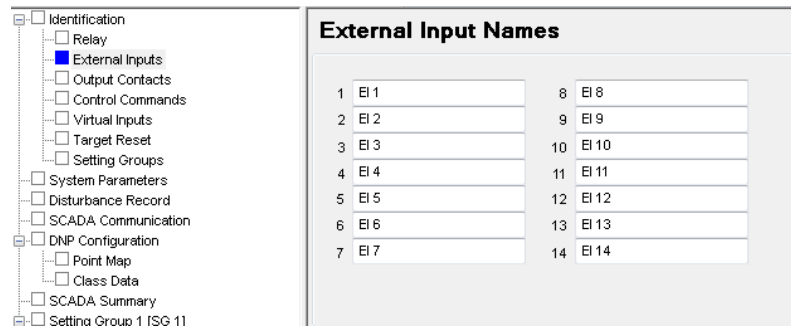 Identification
Relay
External Inputs
Output Contacts
Control Commands
Virtual Inputs
Target Reset
Setting Groups
System Parameters
Disturbance Record
SCADA Communication
DNP Configuration
Point Map
Class Data
SCADA Summary
Setting Group 1 [SG 1]
External Input Names
1 EI 1
2 EI 2
3 EI 3
4 EI 4
5 EI 5
6 EI 6
7 EI 7
8 EI 8
9 EI 9
10 EI 10
11 EI 11
12 EI 12
13 EI 13
14 EI 14